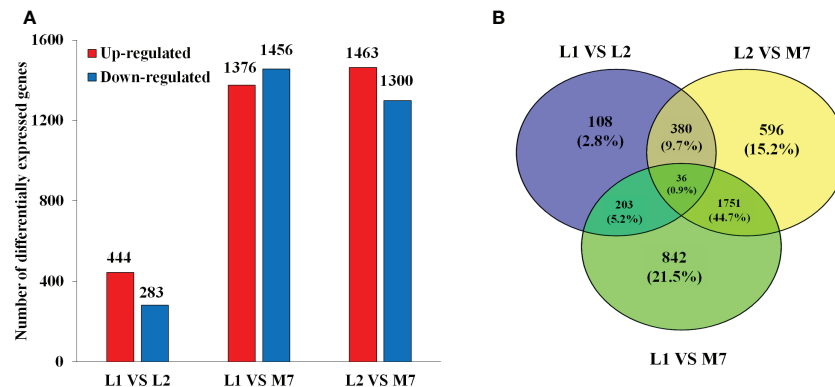 A
Number of differentially expressed genes
1600
1200
800
400
0
Up-regulated
Down-regulated
444
283
1376
1456
1463
1300
L1 VS L2
L1 VS M7
L2 VS M7
B
L1 VS L2
L2 VS M7
108
(2.8%)
380
(9.7%)
596
(15.2%)
36
(0.9%)
203
(5.2%)
1751
(44.7%)
842
(21.5%)
L1 VS M7